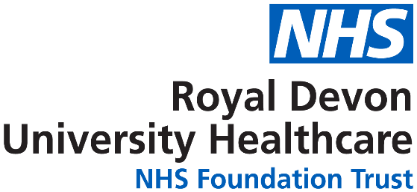 NHS
Royal Devon
University Healthcare
NHS Foundation Trust